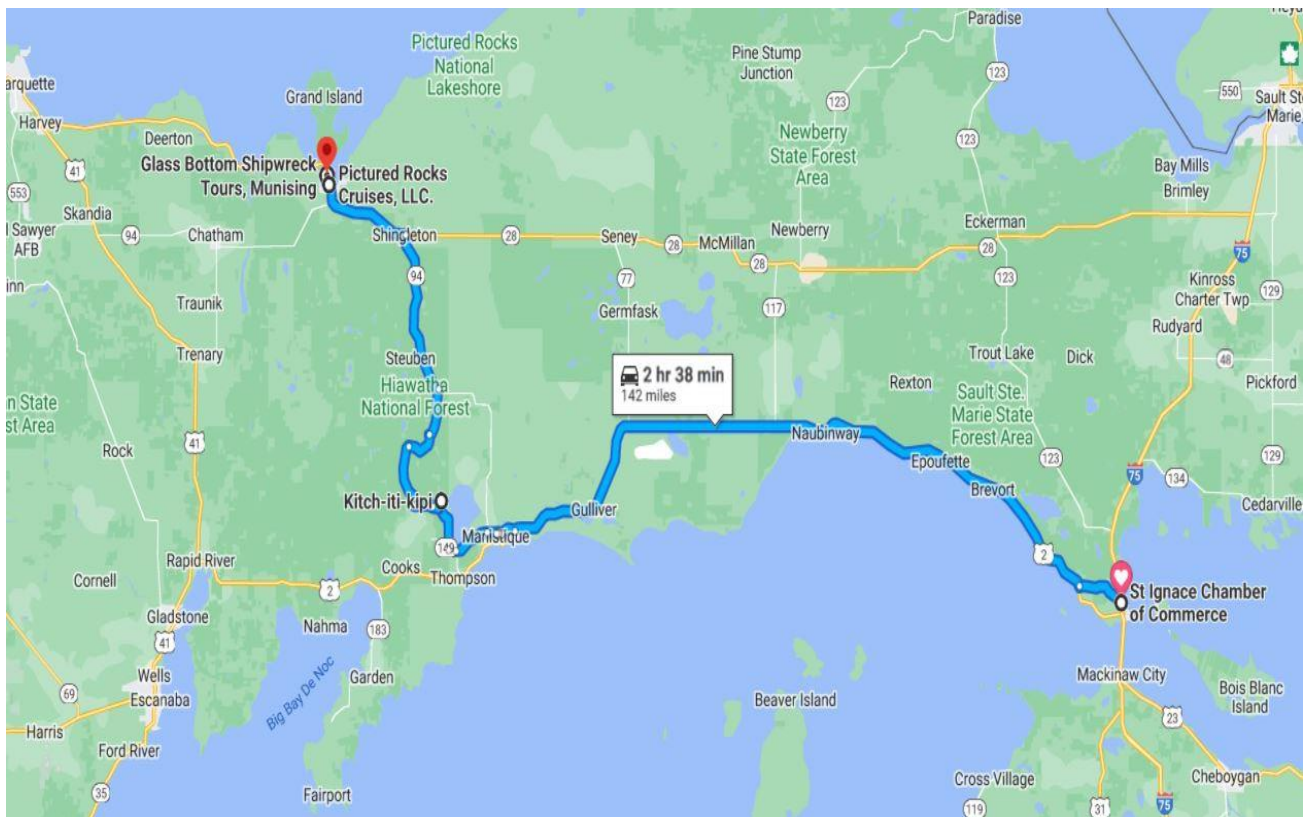 Paradise
Pictured Rocks
National
Lakeshore
Pine Stump
Junction
123
123
123
550
Sault Ste.
Marie
arquette
Grand Island
Harvey
Deerton
41
Newberry
State Forest
Area
Glass Bottom Shipwreck
Tours, Munising
Pictured Rocks
Cruises, LLC.
Bay Mills
Brimley
553
Skandia
Sawyer
AFB
94
Chatham
Shingleton
28
Seney
28
McMillan
Newberry
28
Eckerman
28
123
75
inn
94
77
117
Kinross
Charter Twp
129
Traunik
Germfask
Rudyard
Trenary
Steuben
Hiawatha
National Forest
2 hr 38 min
142 miles
Trout Lake
Dick
48
Rexton
Pickford
n State
st Area
Sault Ste.
Marie State
Forest Area
41
Rock
Naubinway
Epoufette
123
75
134
129
Kitch-iti-kipi
Brevort
Cedarville
Gulliver
149
Manistique
Rapid River
Cooks
Thompson
2
Cornell
2
Nahma
St Ignace Chamber
of Commerce
Gladstone
183
41
Wells
Garden
Big Bay De Noc
Mackinaw City
69
Escanaba
Beaver Island
Bois Blanc
Island
23
Harris
Ford River
Cross Village
Cheboygan
35
Fairport
119
31
75